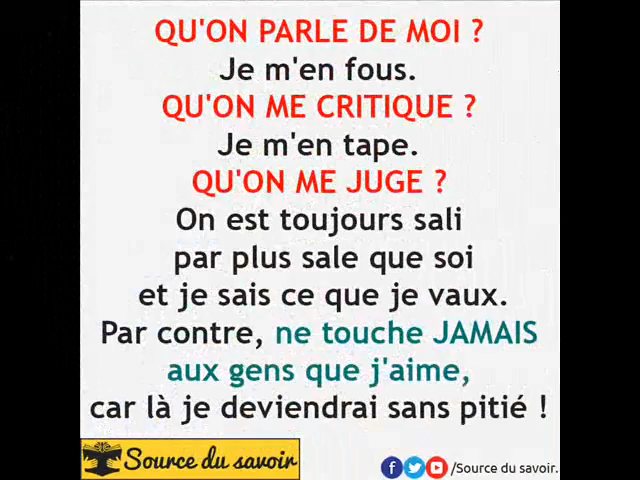 QU'ON PARLE DE MOI ?
Je m'en fous.
QU'ON ME CRITIQUE ?
Je m'en tape.
QU'ON ME JUGE ?
On est toujours sali
par plus sale que soi
et je sais ce que je vaux.
Par contre, ne touche JAMAIS
aux gens que j'aime,
car là je deviendrai sans pitié !
Source du savoir
/Source du savoir.